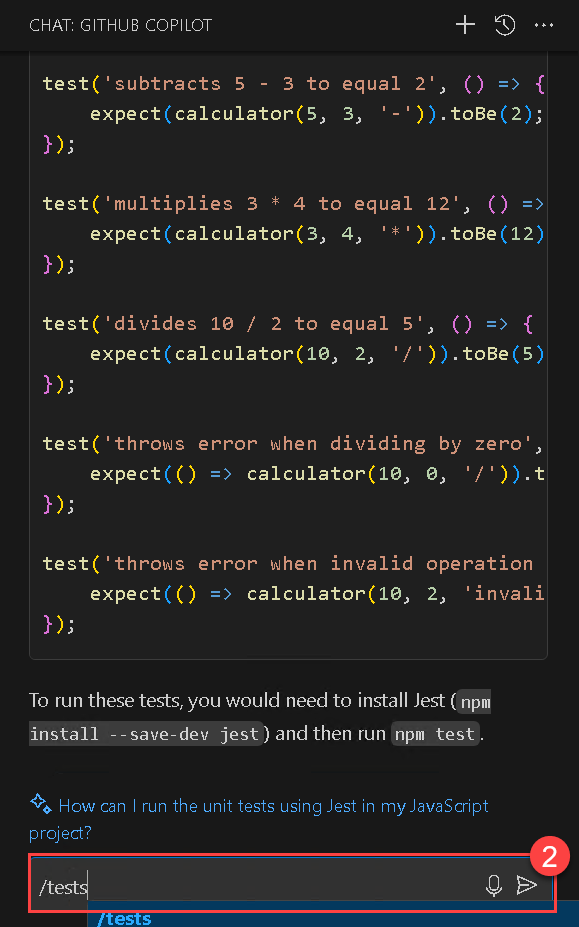 CHAT: GITHUB COPILOT
test('subtracts 5 - 3 to equal 2', () => {
expect(calculator(5, 3, '-')).toBe(2);
});
test('multiplies 3 * 4 to equal 12', () =>
expect(calculator(3, 4, '*')).toBe(12)
});
test('divides 10 / 2 to equal 5', () => {
expect(calculator(10, 2, '/')).toBe(5)
});
test('throws error when dividing by zero',
expect(() => calculator(10, 0, '/')).t
});
test('throws error when invalid operation
expect(() => calculator(10, 2, 'invali
});
To run these tests, you would need to install Jest (npm
install --save-dev jest) and then run npm test.
How can I run the unit tests using Jest in my JavaScript
project?
2
/tests
/tests